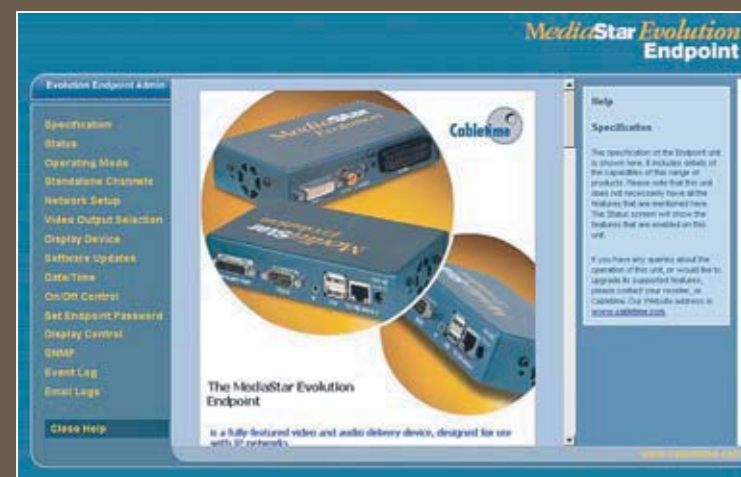 MediaStar Evolution
Endpoint
Evolution Endpoint Admin
Specification
Status
Operating Mode
Standalone Channels
Network Setup
Video Output Selection
Display Device
Software Updates
Date/Time
On/Off Control
Set Endpoint Password
Display Control
SNMP
Event Log
Email Logs
Close Help
MediaStar
Evolution
Cabletime
MediaStar
Evolution
The MediaStar Evolution
Endpoint
is a fully-featured video and audio delivery device, designed for use
with IP networks.
Help
Specification
The specification of the Endpoint unit
is shown here. It includes details of
the capabilities of this range of
products. Please note that this unit
does not necessarily have all the
features that are mentioned here.
The Status screen will show the
features that are enabled on this
unit.
If you have any queries about the
operation of this unit, or would like to
upgrade its supported features,
please contact your reseller, or
Cabletime. Our Website address is
www.cabletime.com
www.cabletime.com